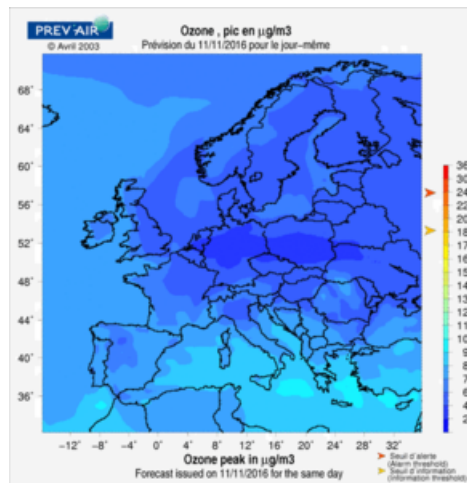 PREV'AIR
© Avril 2003
Ozone , pic en µg/m3
Prévision du 11/11/2016 pour le jour-même
68°
64°
60°
56°
52°
48°
44°
40°
36°
-12° -8° -4° 0° 4° 8° 12° 16° 20° 24° 28° 32°
Ozone peak in µg/m3
Forecast issued on 11/11/2016 for the same day
Seuil d'alerte
(Alarm threshold)
Seuil d'information
(Information threshold)